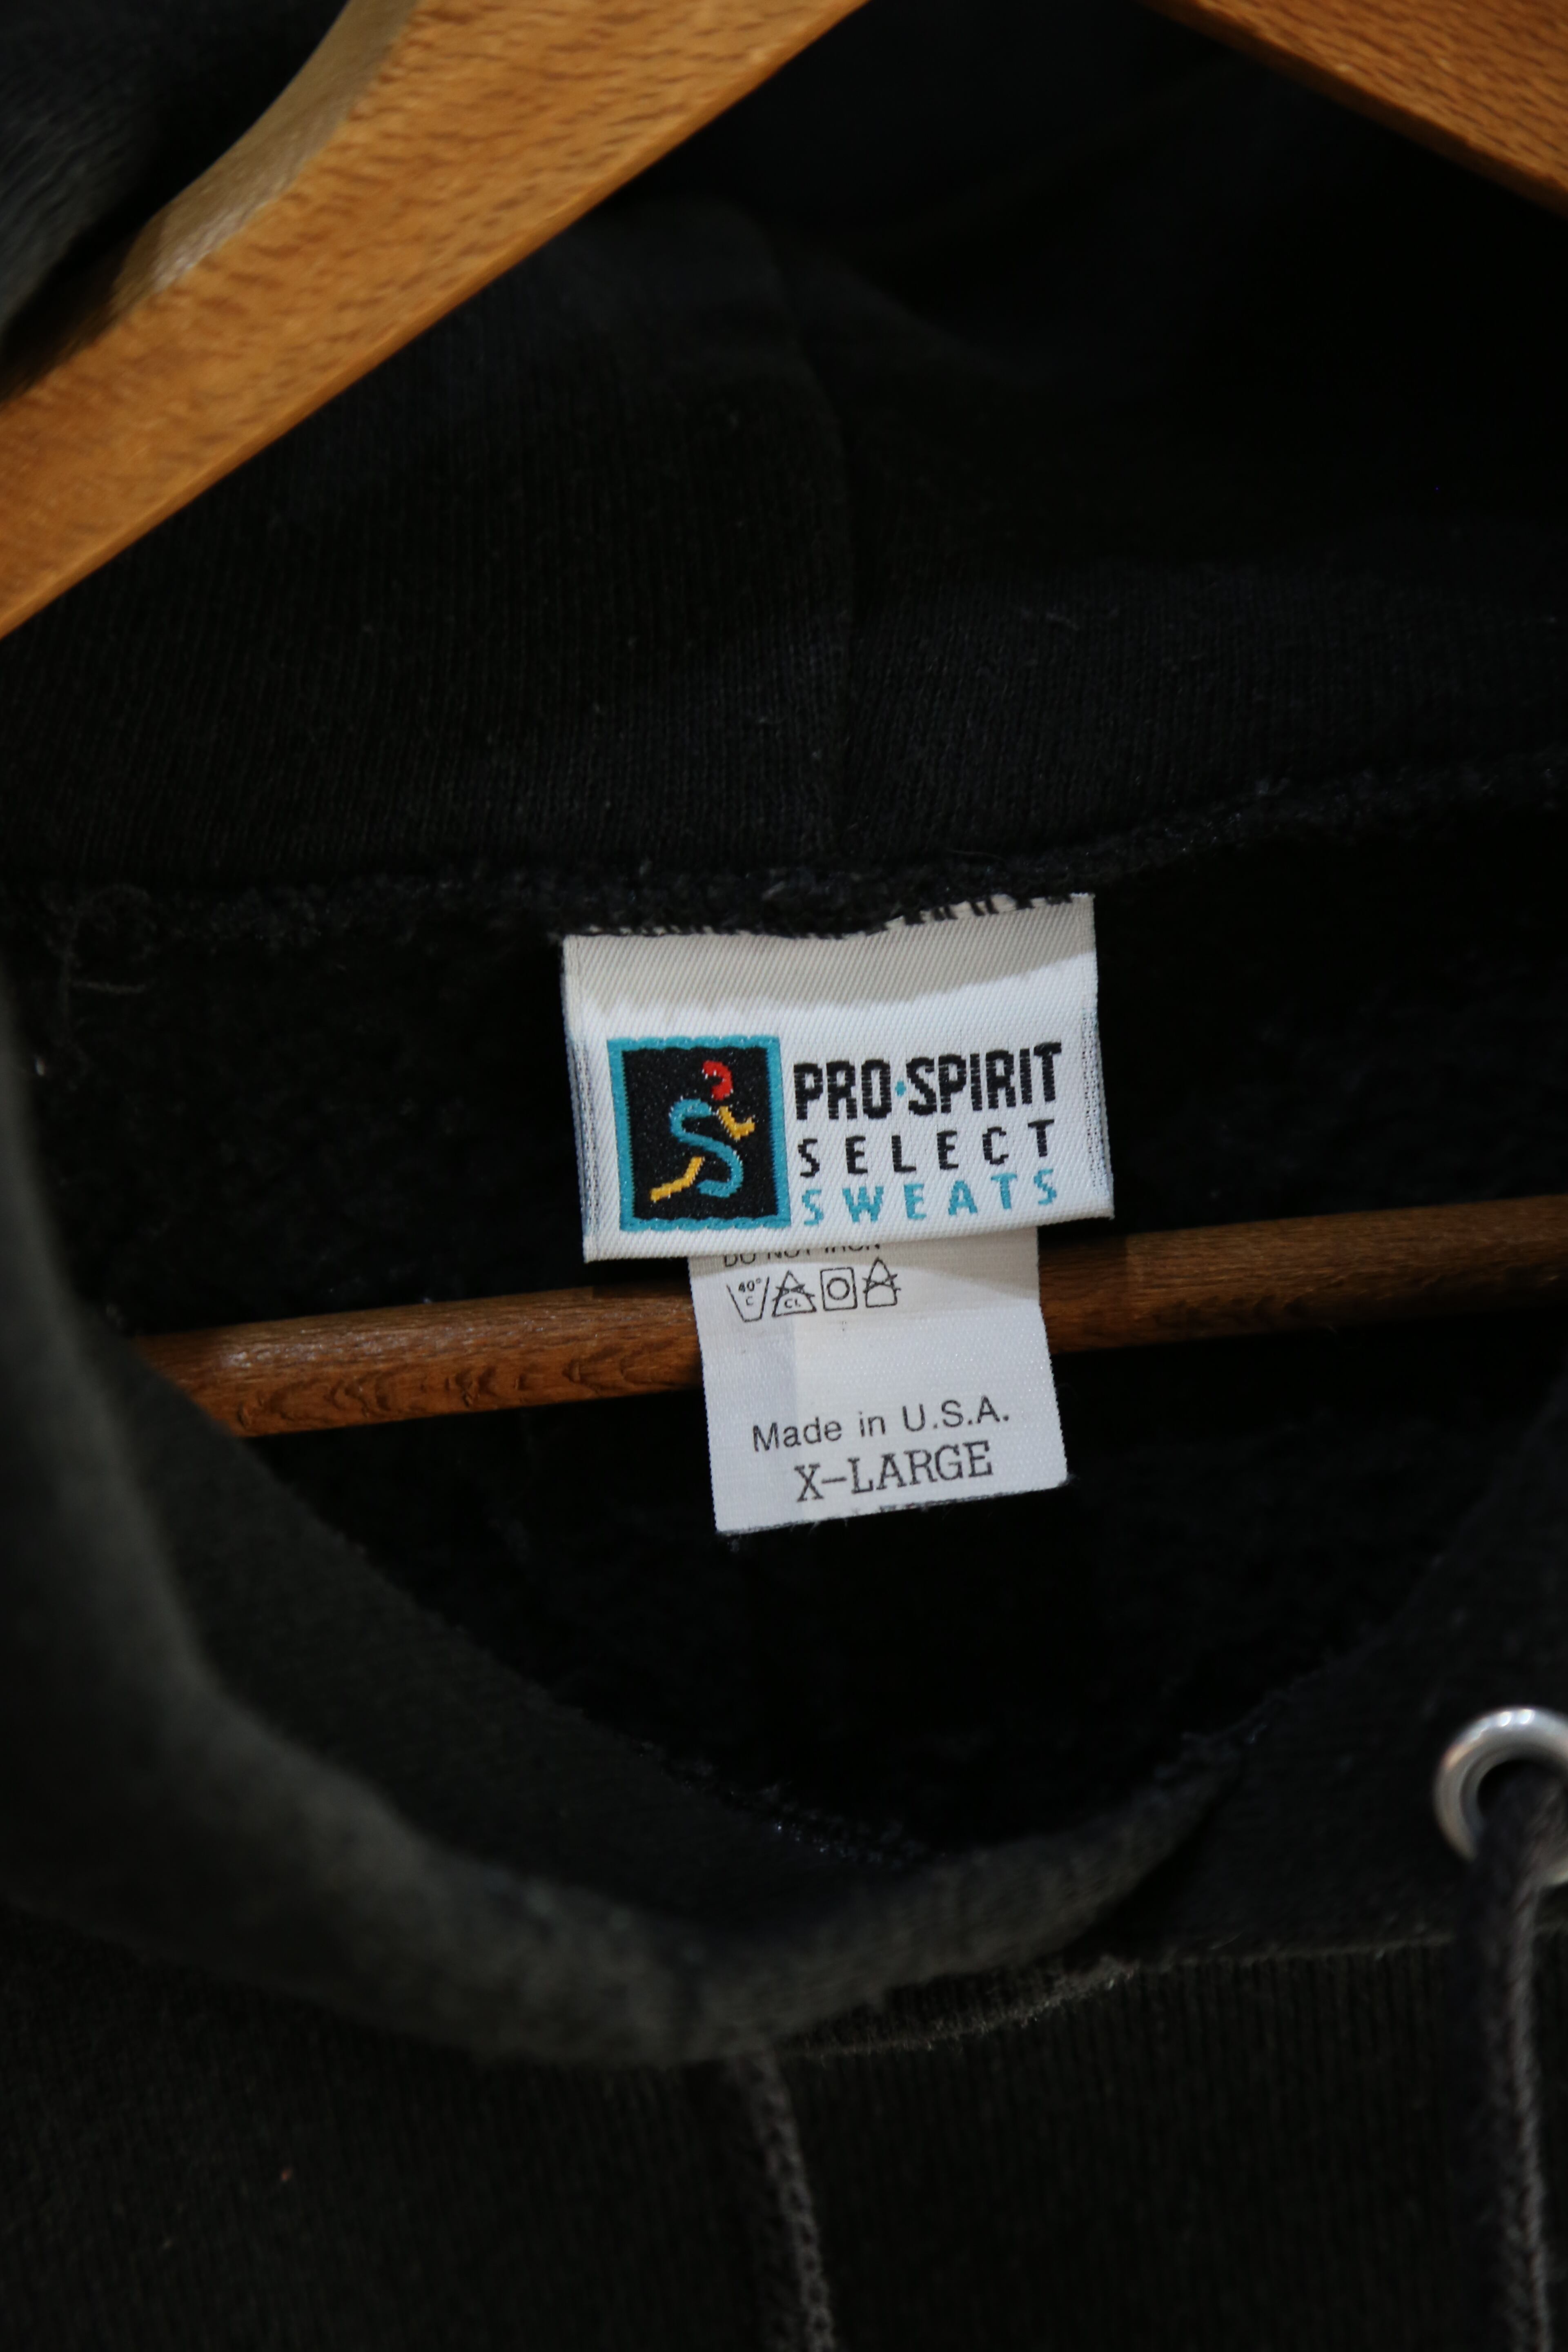 PRO·SPIRIT
SELECT
SWEATS
DO NOT IRON
40°
C
CL
Made in U.S.A.
X-LARGE